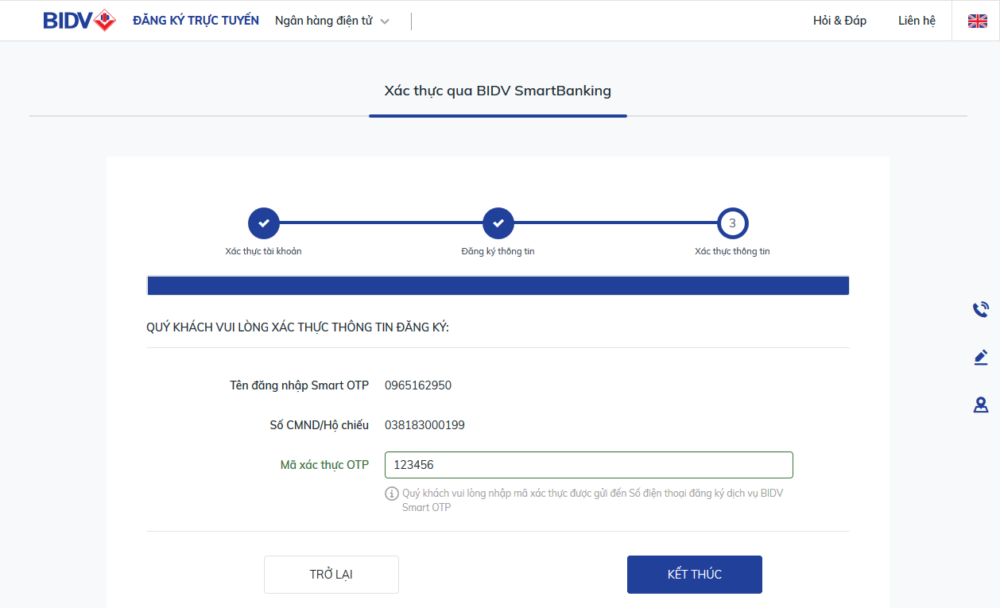 BIDV ĐĂNG KÝ TRỰC TUYẾN Ngân hàng điện tử Hỏi & Đáp Liên hệ
Xác thực qua BIDV SmartBanking
3
Xác thực tài khoản Đăng ký thông tin Xác thực thông tin
QUÝ KHÁCH VUI LÒNG XÁC THỰC THÔNG TIN ĐĂNG KÝ:
Tên đăng nhập Smart OTP 0965162950
Số CMND/Hộ chiếu 038183000199
Mã xác thực OTP 123456
Quý khách vui lòng nhập mã xác thực được gửi đến Số điện thoại đăng ký dịch vụ BIDV
Smart OTP
TRỞ LẠI KẾT THÚC